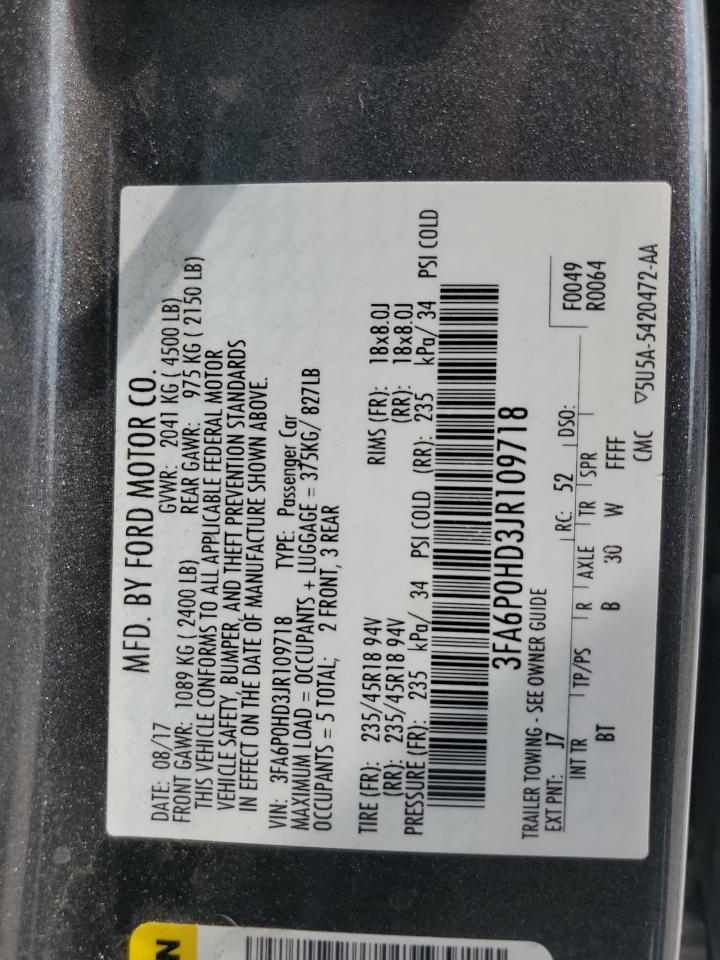 MFD. BY FORD MOTOR CO.
DATE: 08/17 GVWR: 2041 KG ( 4500 LB)
FRONT GAWR: 1089 KG ( 2400 LB) REAR GAWR: 975 KG ( 2150 LB)
THIS VEHICLE CONFORMS TO ALL APPLICABLE FEDERAL MOTOR
VEHICLE SAFETY, BUMPER, AND THEFT PREVENTION STANDARDS
IN EFFECT ON THE DATE OF MANUFACTURE SHOWN ABOVE.
VIN: 3FA6P0HD3JR109718 TYPE: Passenger Car
MAXIMUM LOAD = OCCUPANTS + LUGGAGE = 375KG/ 827LB
OCCUPANTS = 5 TOTAL; 2 FRONT, 3 REAR
TIRE (FR): 235/45R18 94V RIMS (FR): 18x8.0J
(RR): 235/45R18 94V (RR): 18x8.0J
PRESSURE (FR): 235 kPa/ 34 PSI COLD (RR): 235 kPa/ 34 PSI COLD
3FA6P0HD3JR109718
TRAILER TOWING - SEE OWNER GUIDE
EXT PNT: J7 RC: 52 DSO: F0049
R0064
INT TR TP/PS R AXLE TR SPR
BT B 30 W FFFF
CMC ▽5U5A-5420472-AA